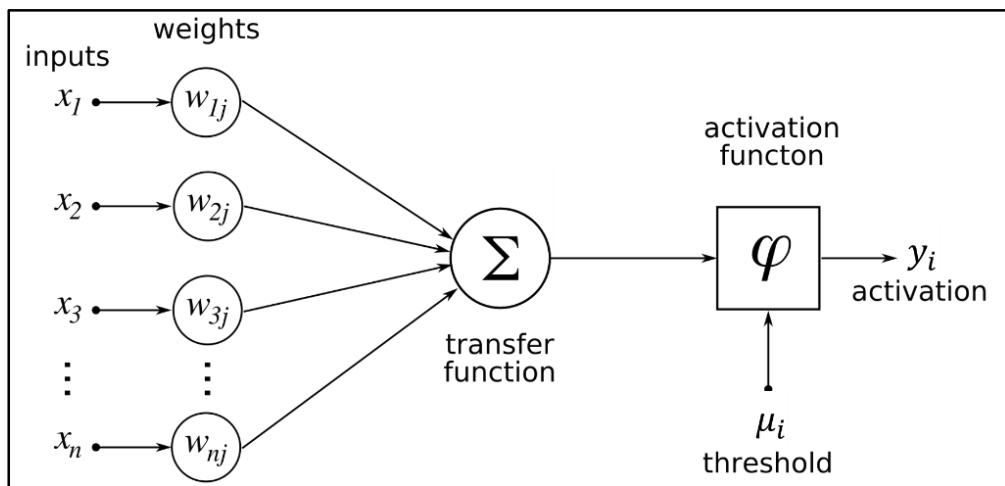 weights
inputs
x1
w1j
x2
w2j
x3
w3j
⋮ ⋮
xn
wnj
Σ
transfer
function
activation
functon
φ
yi
activation
μi
threshold